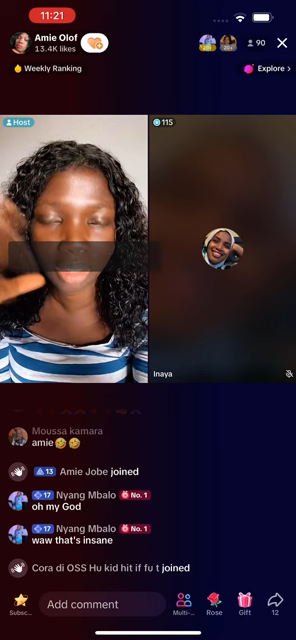 11:21
Amie Olof
13.4K likes
90
Weekly Ranking
Explore >
Host
115
Inaya
Moussa kamara
amie🤣🤣
13 Amie Jobe joined
17 Nyang Mbalo No. 1
oh my God
17 Nyang Mbalo No. 1
waw that's insane
Cora di OSS Hu kid hit if fu t joined
Subsc...
Add comment
Multi-...
Rose
Gift
12